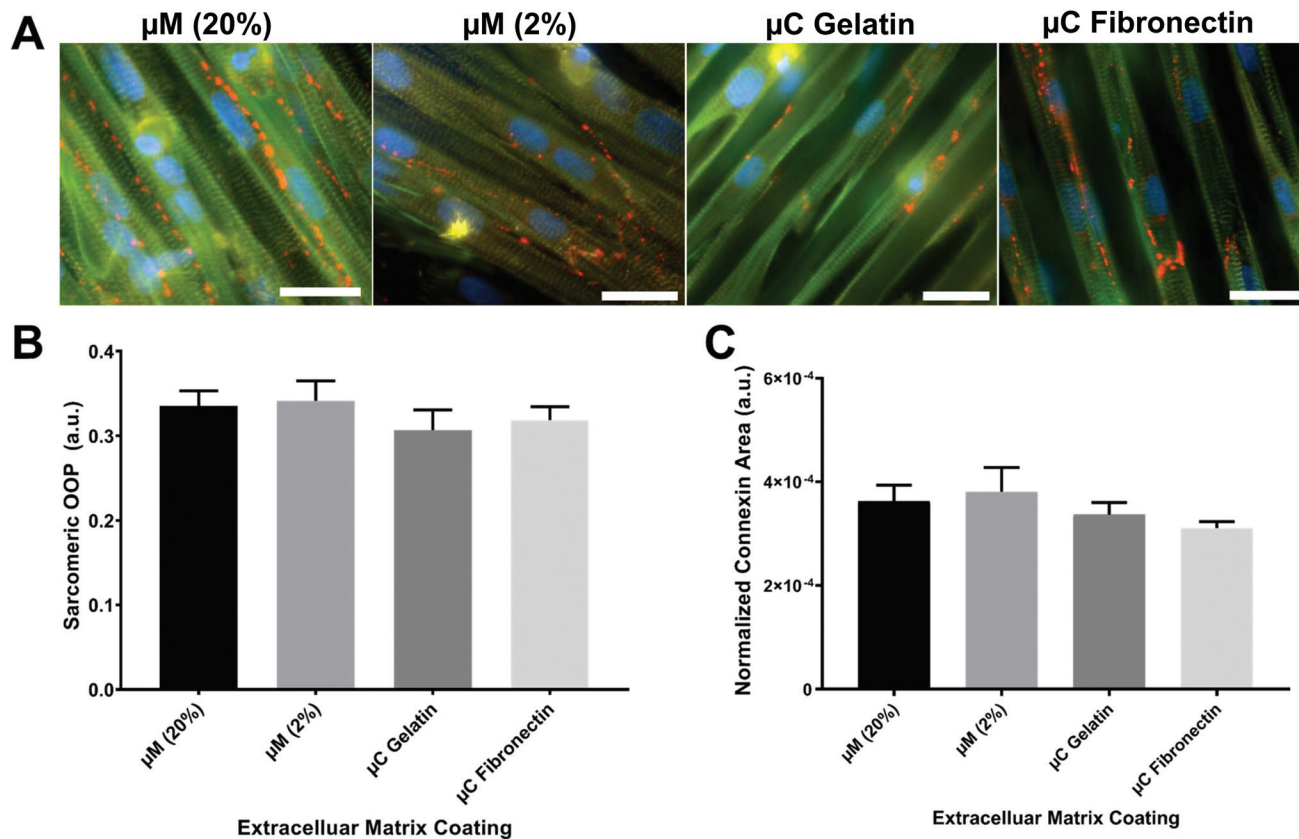 A
µM (20%)
µM (2%)
µC Gelatin
µC Fibronectin
B
0.4
0.3
0.2
0.1
0.0
Sarcomeric OOP (a.u.)
µM (20%)
µM (2%)
µC Gelatin
µC Fibronectin
Extracelluar Matrix Coating
C
6×10-4
4×10-4
2×10-4
0
Normalized Connexin Area (a.u.)
µM (20%)
µM (2%)
µC Gelatin
µC Fibronectin
Extracelluar Matrix Coating